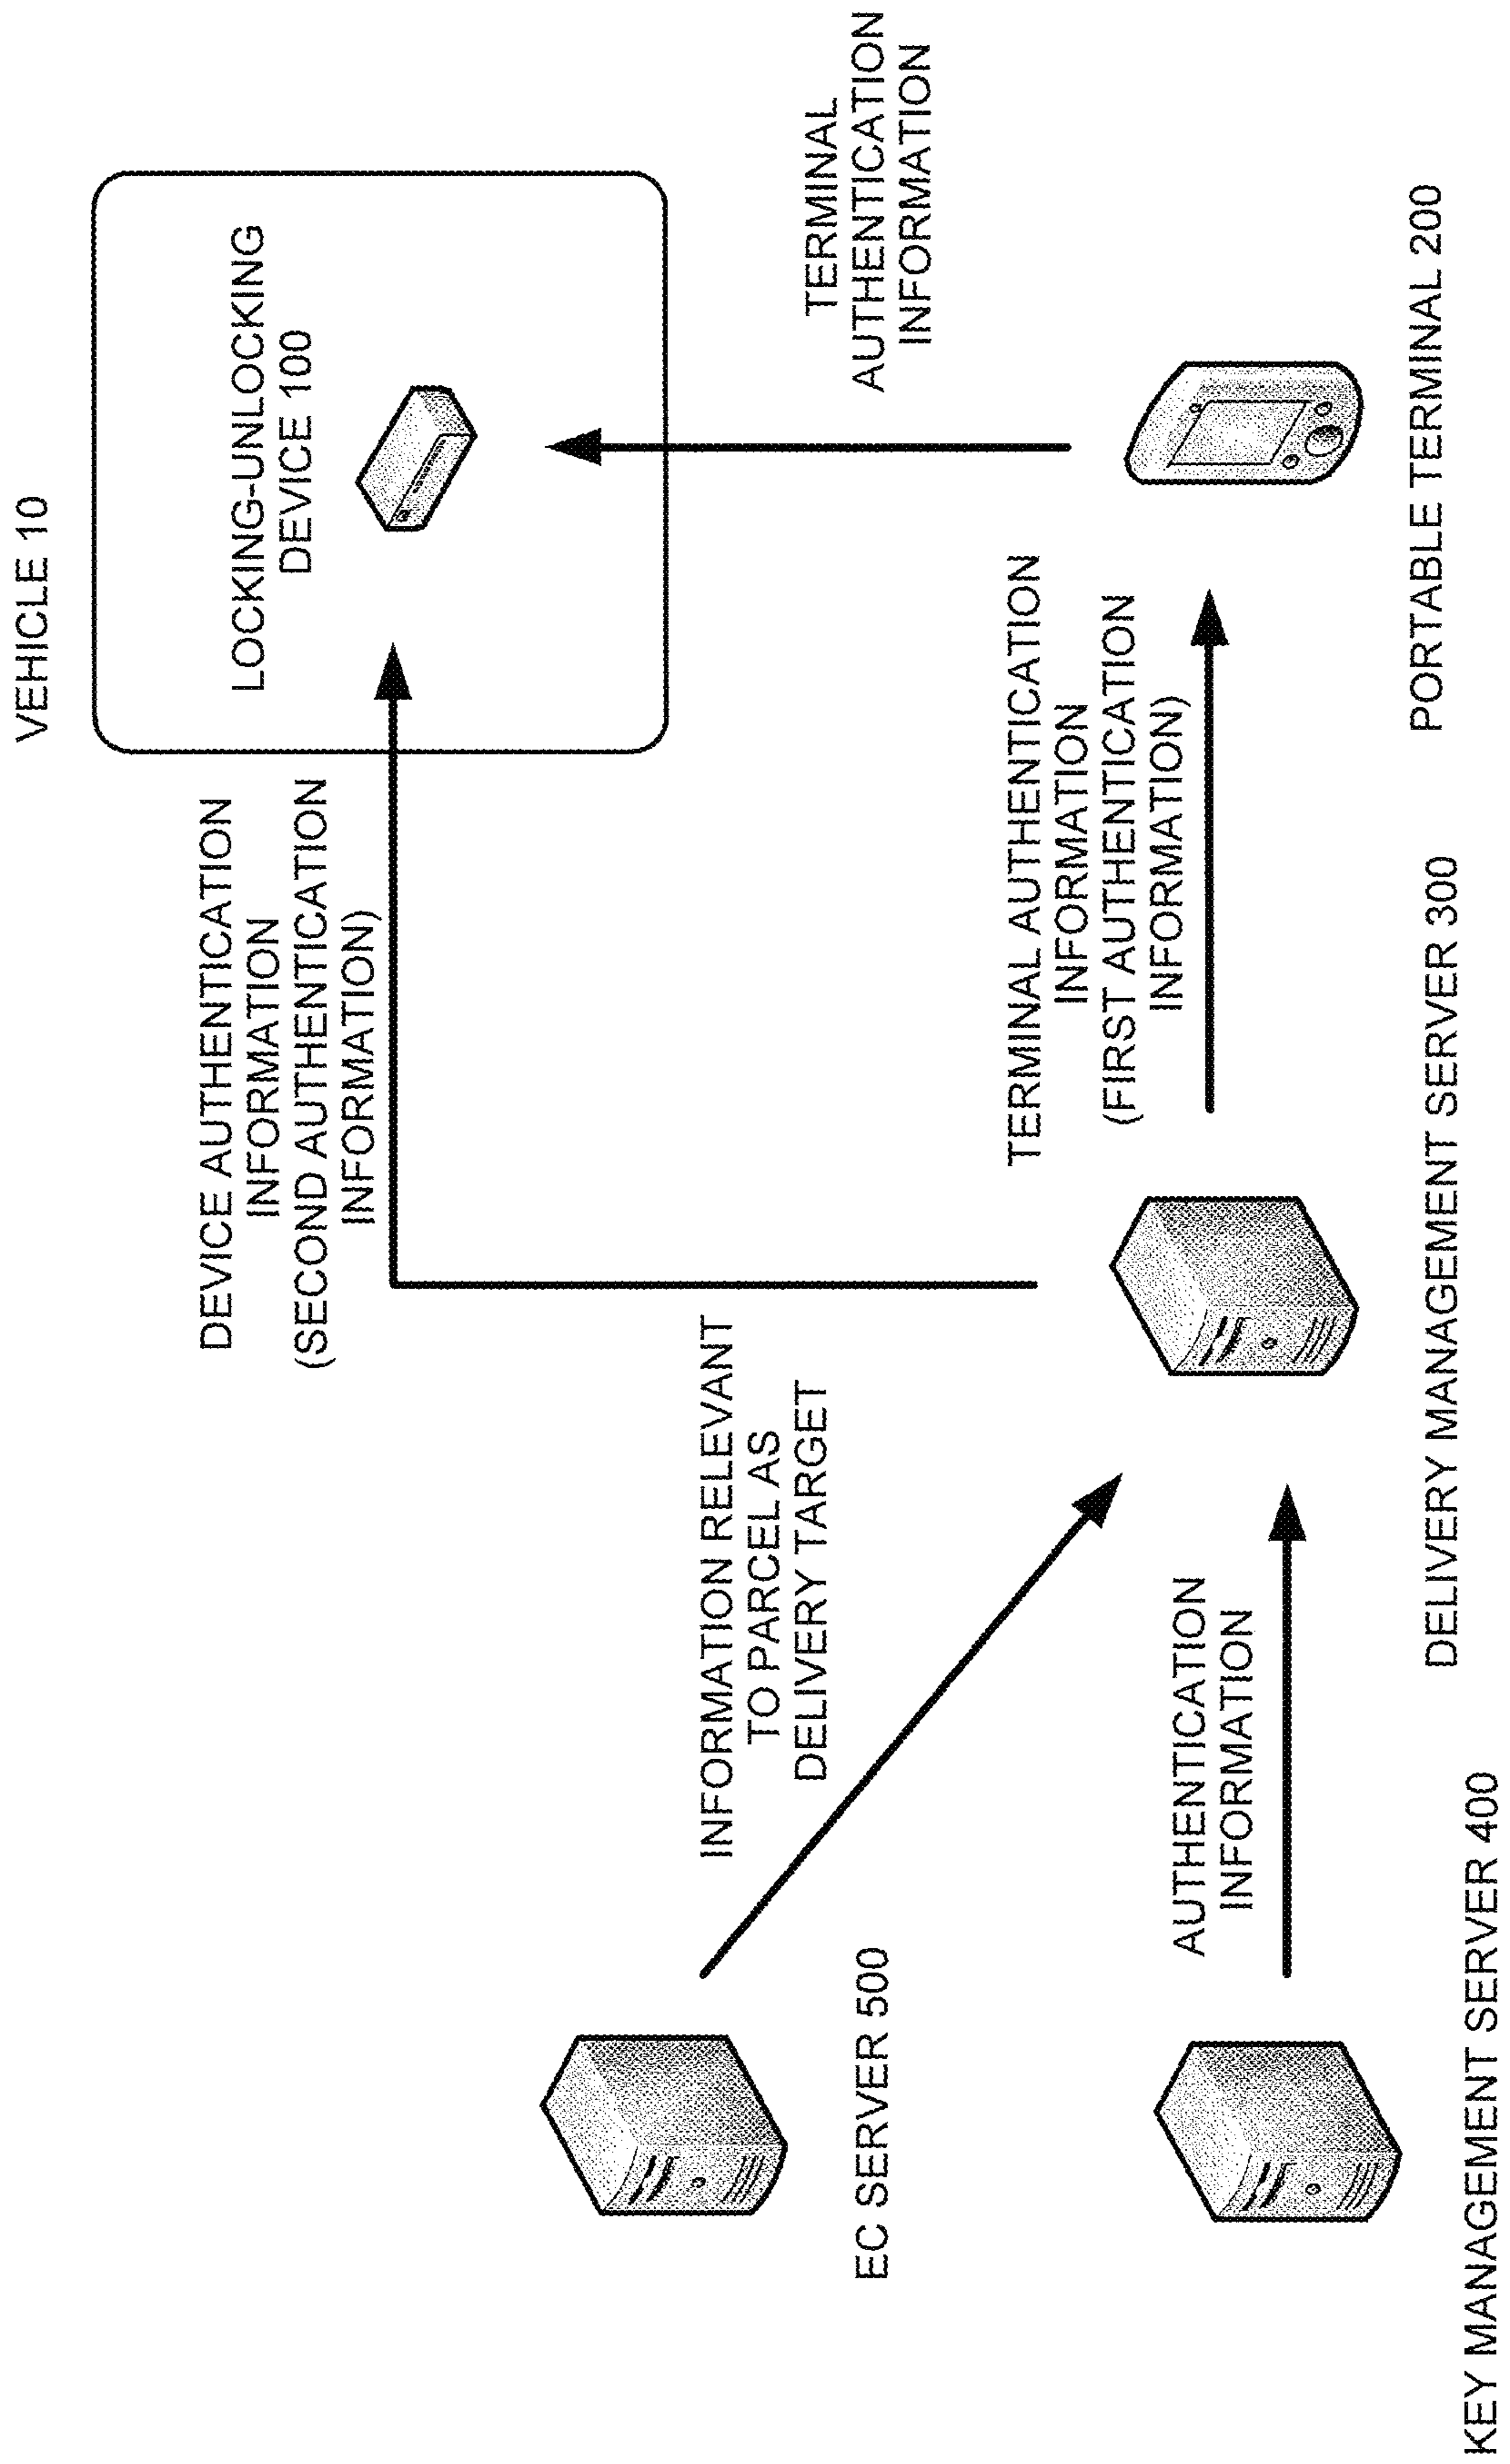 VEHICLE 10
LOCKING-UNLOCKING
DEVICE 100
DEVICE AUTHENTICATION
INFORMATION
(SECOND AUTHENTICATION
INFORMATION)
TERMINAL
AUTHENTICATION
INFORMATION
INFORMATION RELEVANT
TO PARCEL AS
DELIVERY TARGET
EC SERVER 500
TERMINAL AUTHENTICATION
INFORMATION
(FIRST AUTHENTICATION
INFORMATION)
AUTHENTICATION
INFORMATION
PORTABLE TERMINAL 200
DELIVERY MANAGEMENT SERVER 300
KEY MANAGEMENT SERVER 400